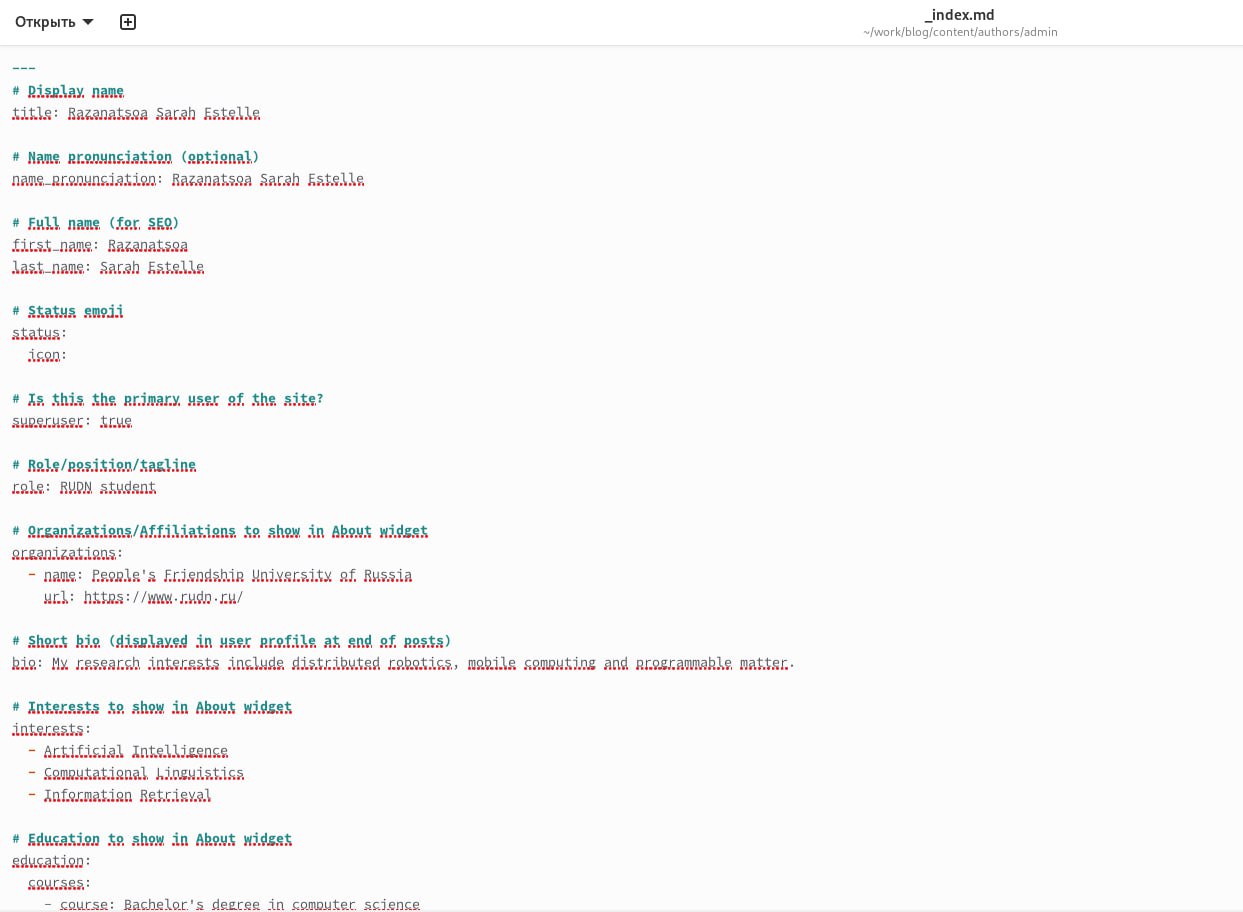 Открыть
_index.md
~/work/blog/content/authors/admin
---
# Display name
title: Razanatsoa Sarah Estelle
# Name pronunciation (optional)
name_pronunciation: Razanatsoa Sarah Estelle
# Full name (for SEO)
first_name: Razanatsoa
last_name: Sarah Estelle
# Status emoji
status:
  icon:
# Is this the primary user of the site?
superuser: true
# Role/position/tagline
role: RUDN student
# Organizations/Affiliations to show in About widget
organizations:
  - name: People's Friendship University of Russia
    url: https://www.rudn.ru/
# Short bio (displayed in user profile at end of posts)
bio: My research interests include distributed robotics, mobile computing and programmable matter.
# Interests to show in About widget
interests:
  - Artificial Intelligence
  - Computational Linguistics
  - Information Retrieval
# Education to show in About widget
education:
  courses:
    - course: Bachelor's degree in computer science